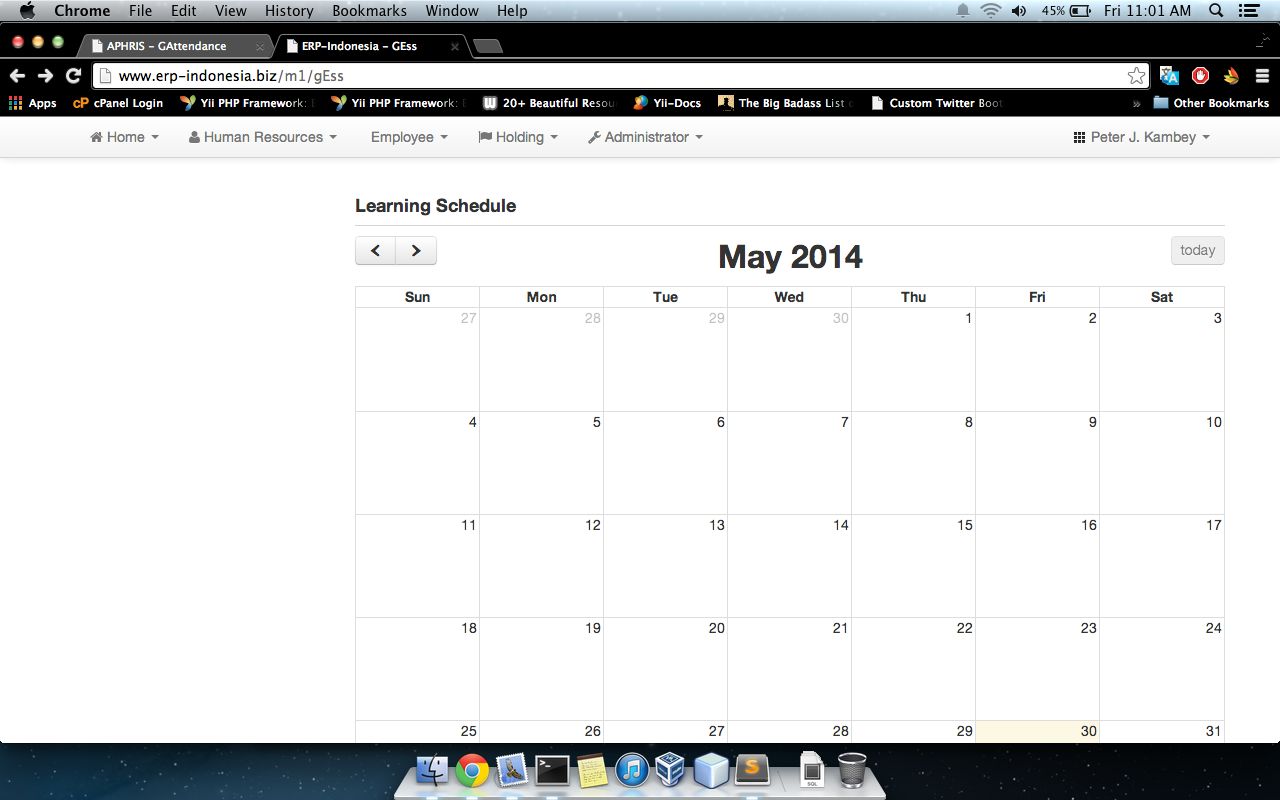 Chrome File Edit View History Bookmarks Window Help 45% Fri 11:01 AM
APHRIS – GAttendance ERP-Indonesia – GEss
www.erp-indonesia.biz/m1/gEss
Apps cP cPanel Login Yii PHP Framework: Yii PHP Framework: 20+ Beautiful Resou Yii-Docs The Big Badass List Custom Twitter Boot » Other Bookmarks
Home Human Resources Employee Holding Administrator Peter J. Kambey
Learning Schedule
May 2014 today
Sun Mon Tue Wed Thu Fri Sat
27 28 29 30 1 2 3
4 5 6 7 8 9 10
11 12 13 14 15 16 17
18 19 20 21 22 23 24
25 26 27 28 29 30 31
SQL